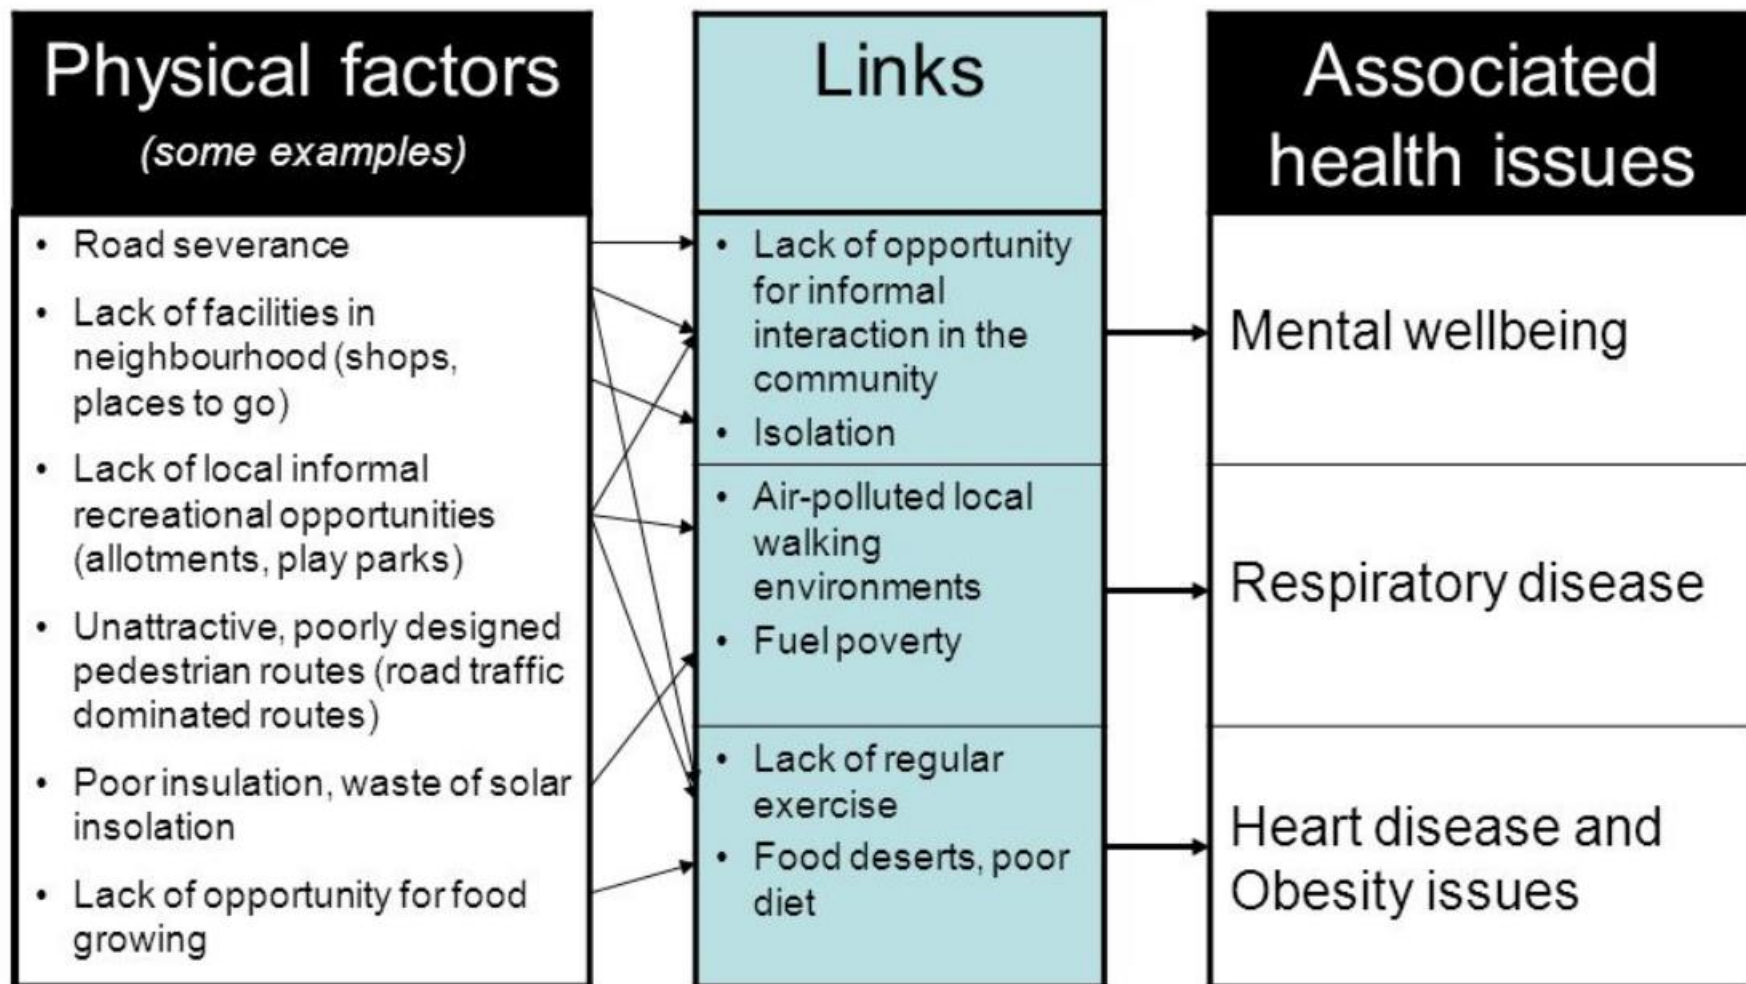 Physical factors
(some examples)
• Road severance
• Lack of facilities in
neighbourhood (shops,
places to go)
• Lack of local informal
recreational opportunities
(allotments, play parks)
• Unattractive, poorly designed
pedestrian routes (road traffic
dominated routes)
• Poor insulation, waste of solar
insolation
• Lack of opportunity for food
growing
Links
• Lack of opportunity
for informal
interaction in the
community
• Isolation
• Air-polluted local
walking
environments
• Fuel poverty
• Lack of regular
exercise
• Food deserts, poor
diet
Associated
health issues
Mental wellbeing
Respiratory disease
Heart disease and
Obesity issues